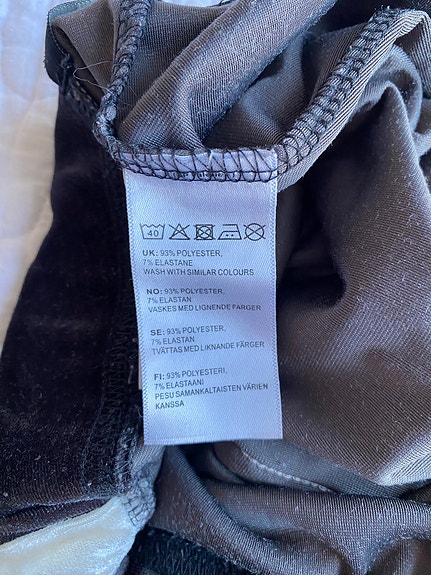 40
UK: 93% POLYESTER,
7% ELASTANE
WASH WITH SIMILAR COLOURS
NO: 93% POLYESTER,
7% ELASTAN
VASKES MED LIGNENDE FARGER
SE: 93% POLYESTER,
7% ELASTAN
TVÄTTAS MED LIKNANDE FÄRGER
FI: 93% POLYESTERI,
7% ELASTAANI
PESU SAMANKALTAISTEN VÄRIEN
KANSSA